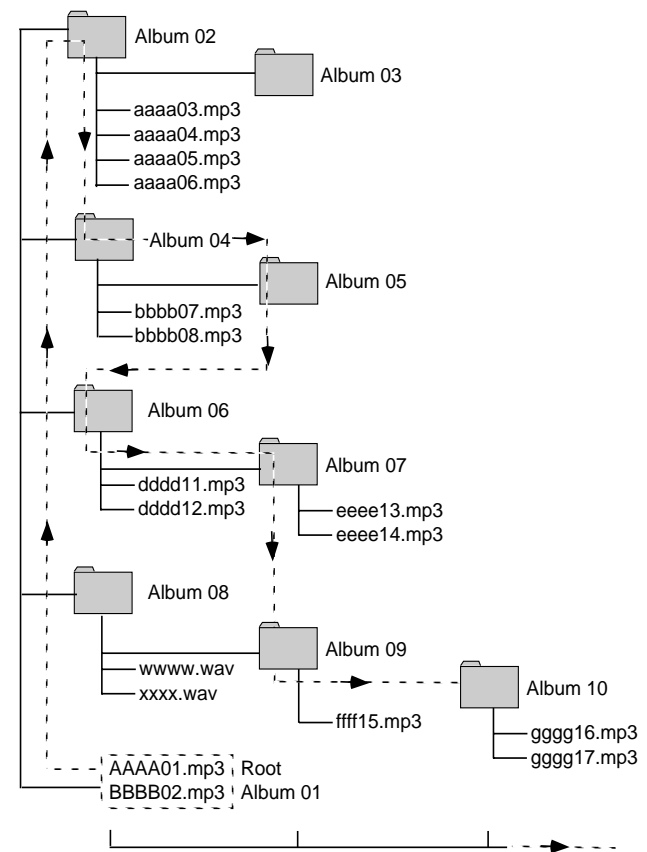 Album 02
Album 03
aaaa03.mp3
aaaa04.mp3
aaaa05.mp3
aaaa06.mp3
Album 04
Album 05
bbbb07.mp3
bbbb08.mp3
Album 06
Album 07
dddd11.mp3
dddd12.mp3
eeee13.mp3
eeee14.mp3
Album 08
Album 09
wwww.wav
xxxx.wav
Album 10
ffff15.mp3
gggg16.mp3
gggg17.mp3
AAAA01.mp3 Root
BBBB02.mp3 Album 01